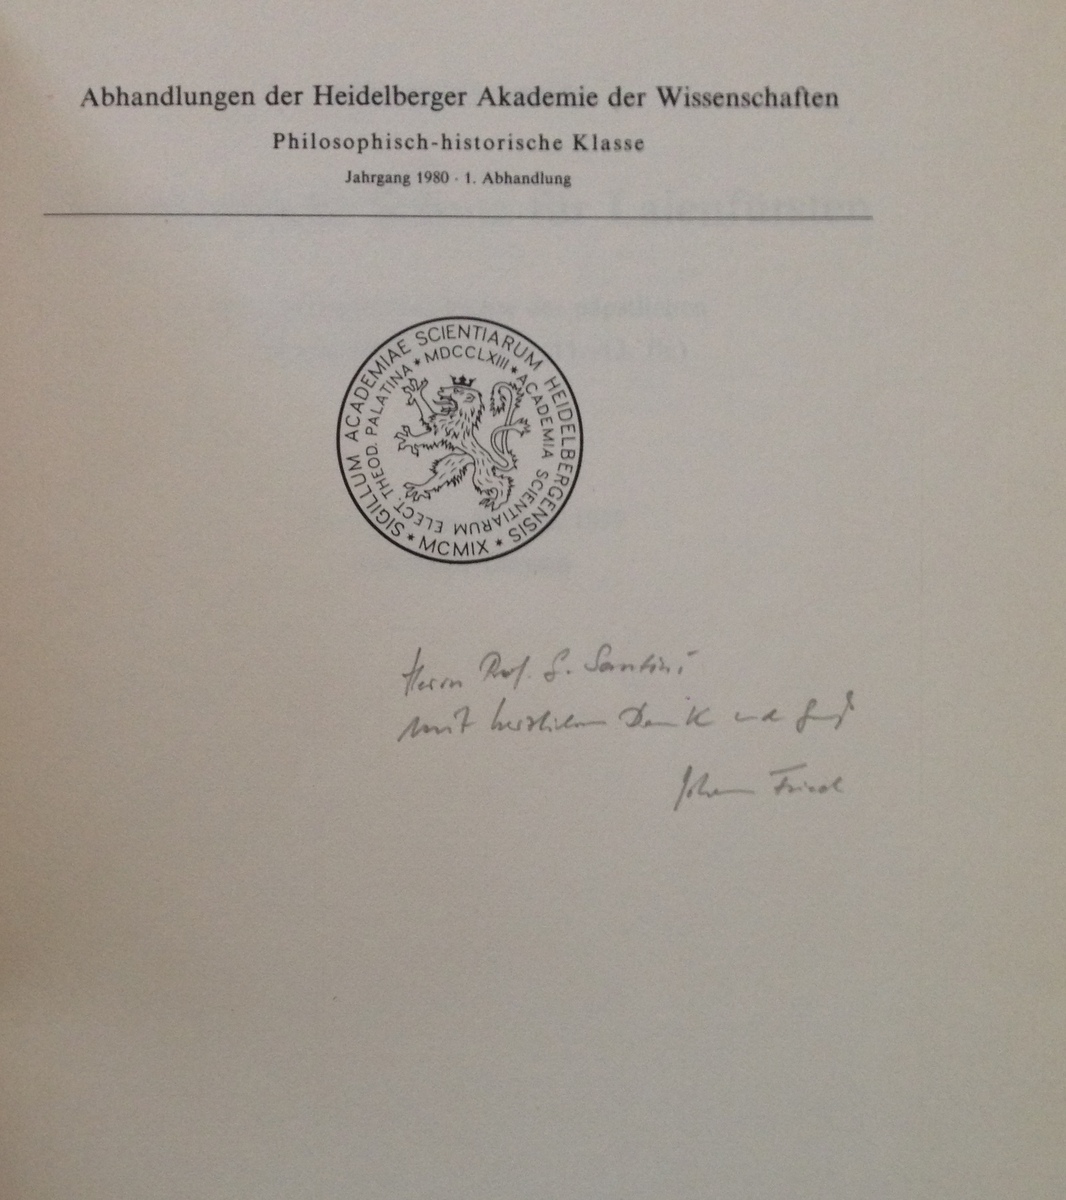 Abhandlungen der Heidelberger Akademie der Wissenschaften
Philosophisch-historische Klasse
Jahrgang 1980 · 1. Abhandlung
SIGILLUM ACADEMIAE SCIENTIARUM HEIDELBERGENSIS * MCMIX *
ACADEMIA SCIENTIARUM ELECT. THEOD. PALATINA * MDCCLXIII *
Herrn Prof. G. Santini
mit herzlichem Dank und Gruß
Johannes Fried